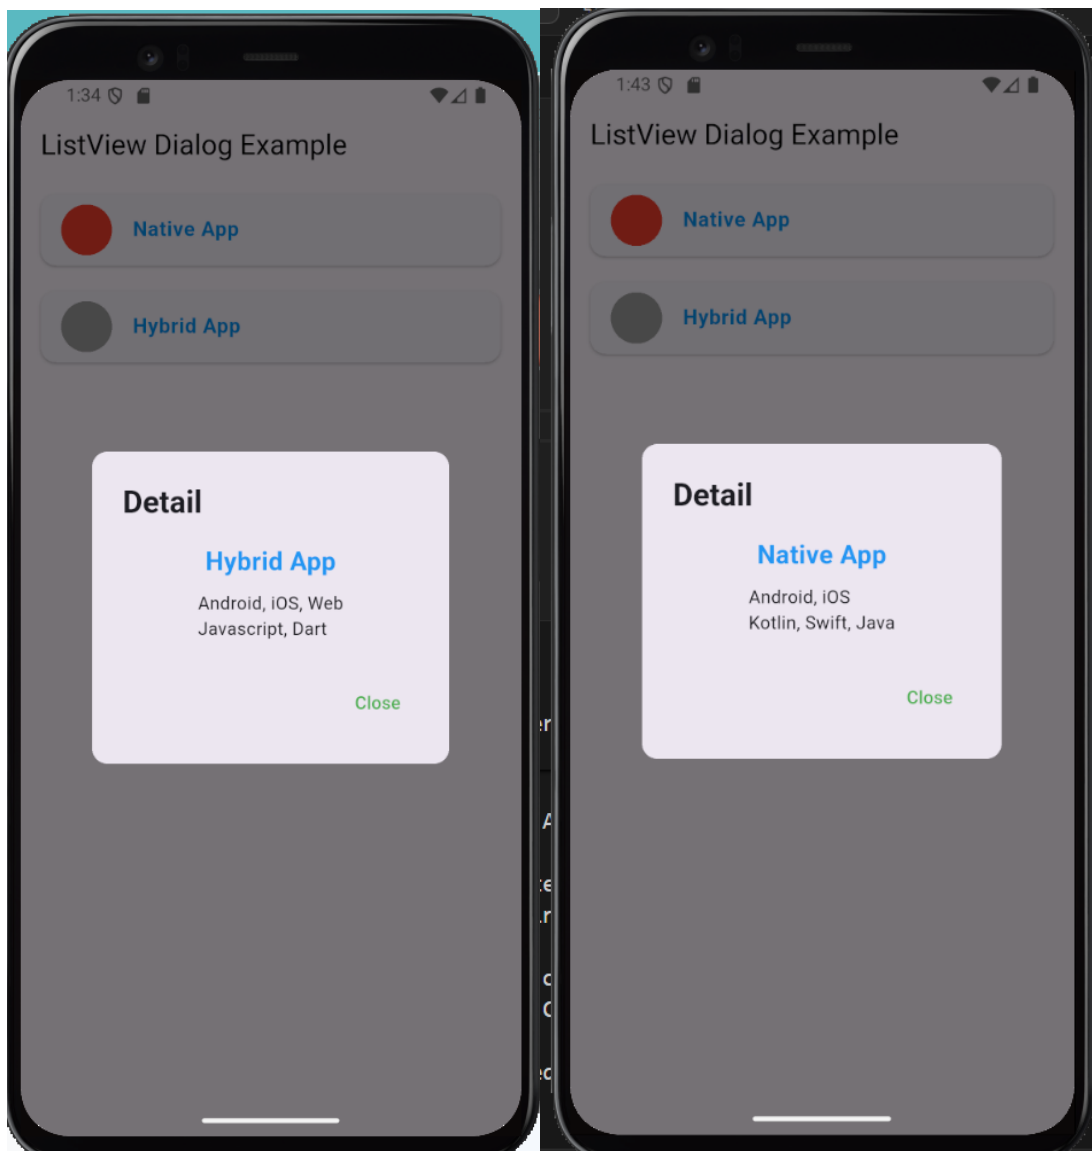 1:34
ListView Dialog Example
Native App
Hybrid App
Detail
Hybrid App
Android, iOS, Web
Javascript, Dart
Close
1:43
ListView Dialog Example
Native App
Hybrid App
Detail
Native App
Android, iOS
Kotlin, Swift, Java
Close